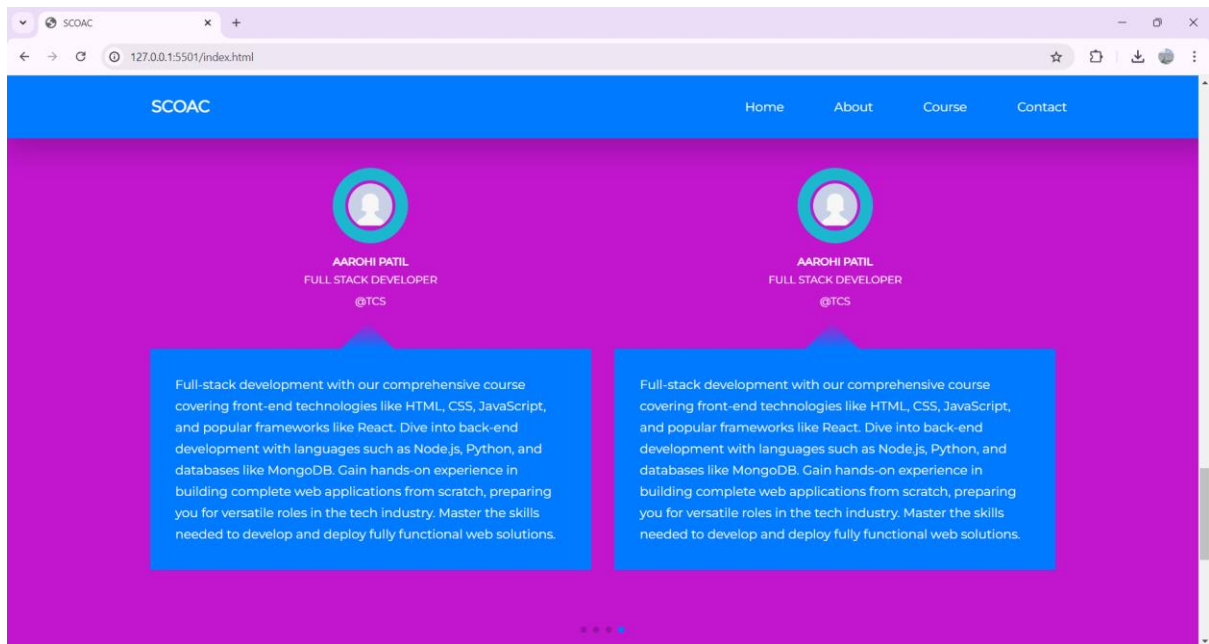 SCOAC
127.0.0.1:5501/index.html
SCOAC
Home About Course Contact
AAROHI PATIL
FULL STACK DEVELOPER
@TCS
Full-stack development with our comprehensive course
covering front-end technologies like HTML, CSS, JavaScript,
and popular frameworks like React. Dive into back-end
development with languages such as Node.js, Python, and
databases like MongoDB. Gain hands-on experience in
building complete web applications from scratch, preparing
you for versatile roles in the tech industry. Master the skills
needed to develop and deploy fully functional web solutions.
AAROHI PATIL
FULL STACK DEVELOPER
@TCS
Full-stack development with our comprehensive course
covering front-end technologies like HTML, CSS, JavaScript,
and popular frameworks like React. Dive into back-end
development with languages such as Node.js, Python, and
databases like MongoDB. Gain hands-on experience in
building complete web applications from scratch, preparing
you for versatile roles in the tech industry. Master the skills
needed to develop and deploy fully functional web solutions.